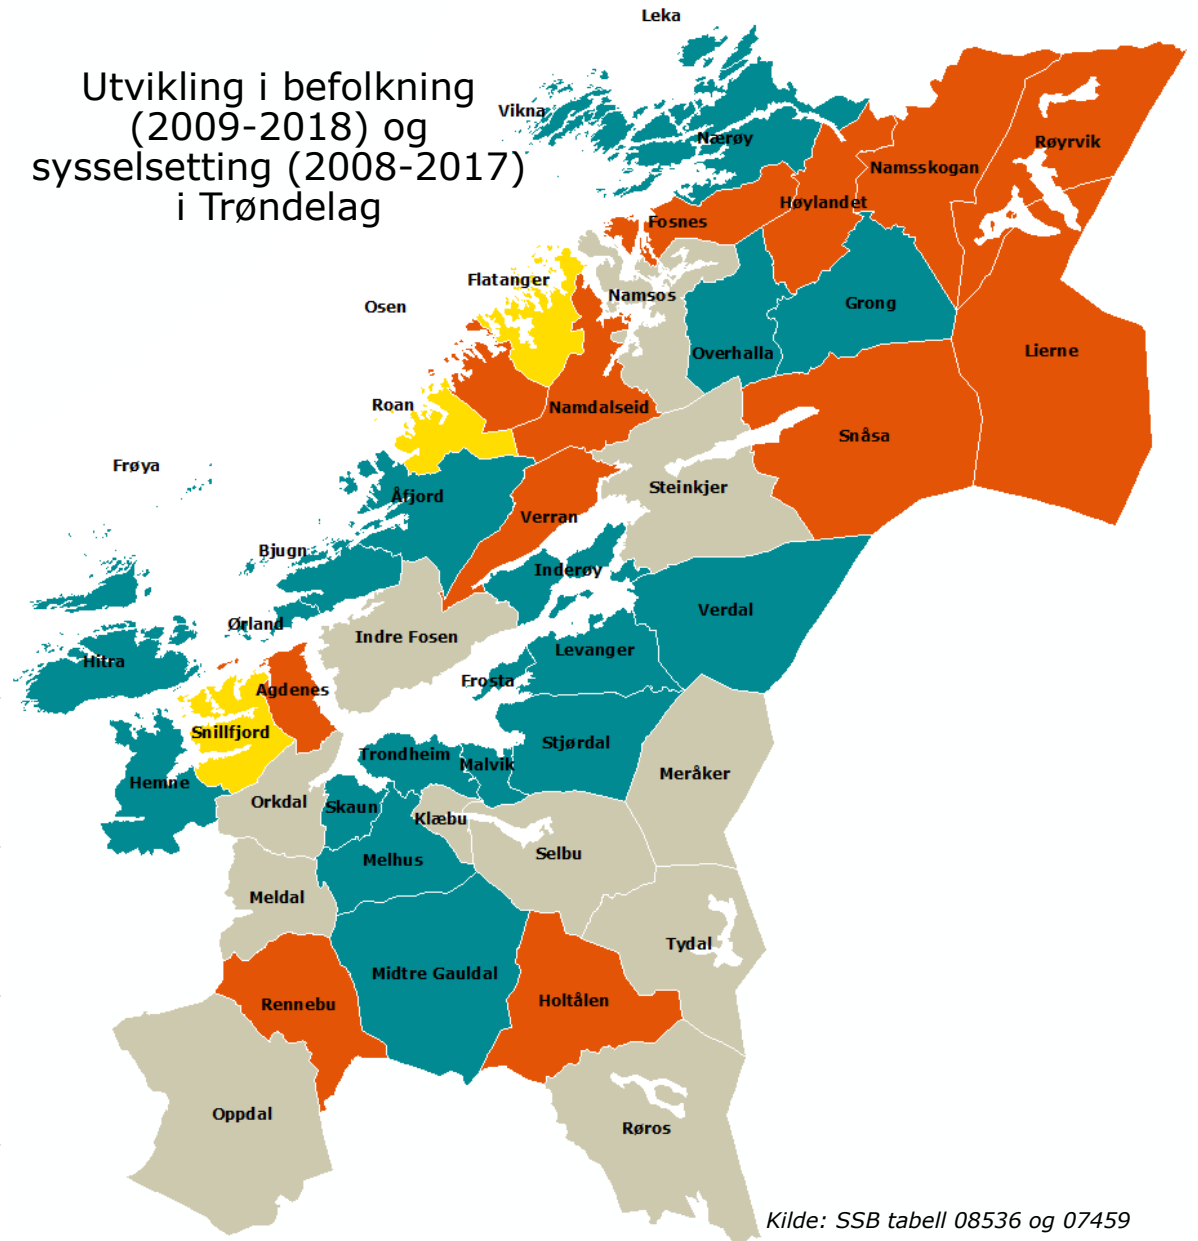 Utvikling i befolkning
(2009-2018) og
sysselsetting (2008-2017)
i Trøndelag
Leka
Vikna
Nærøy
Røyrvik
Namsskogan
Høylandet
Fosnes
Flatanger
Namsos
Osen
Grong
Overhalla
Lierne
Roan
Namdalseid
Snåsa
Frøya
Steinkjer
Åfjord
Verran
Bjugn
Inderøy
Verdal
Ørland
Indre Fosen
Levanger
Hitra
Frosta
Agdenes
Snillfjord
Stjørdal
Trondheim
Malvik
Meråker
Hemne
Orkdal
Skaun
Klæbu
Selbu
Melhus
Meldal
Tydal
Midtre Gauldal
Rennebu
Holtålen
Oppdal
Røros
Kilde: SSB tabell 08536 og 07459